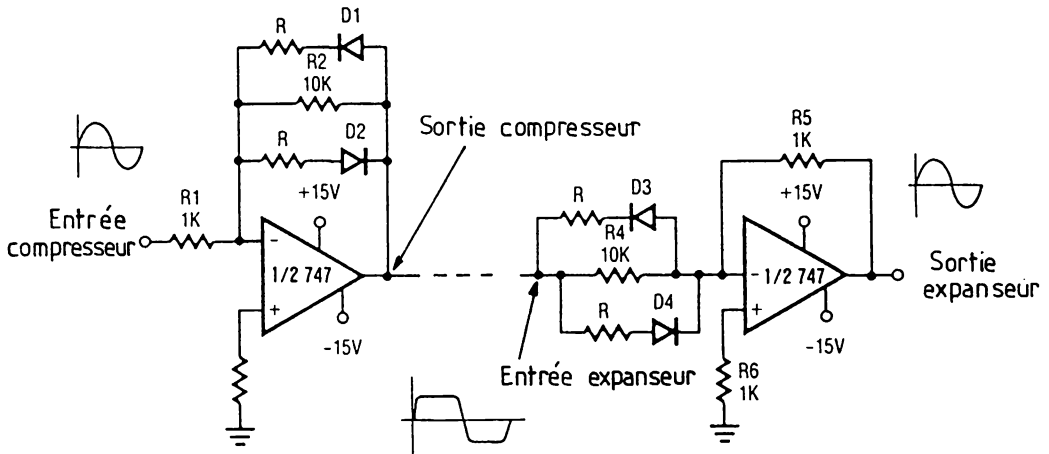 D1
R
R2
10K
R
D2
Sortie compresseur
R1
1K
+15V
Entrée
compresseur
-
1/2 747
+
-15V
R
D3
R4
10K
R
D4
Entrée expanseur
R5
1K
+15V
-
1/2 747
+
-15V
R6
1K
Sortie
expanseur